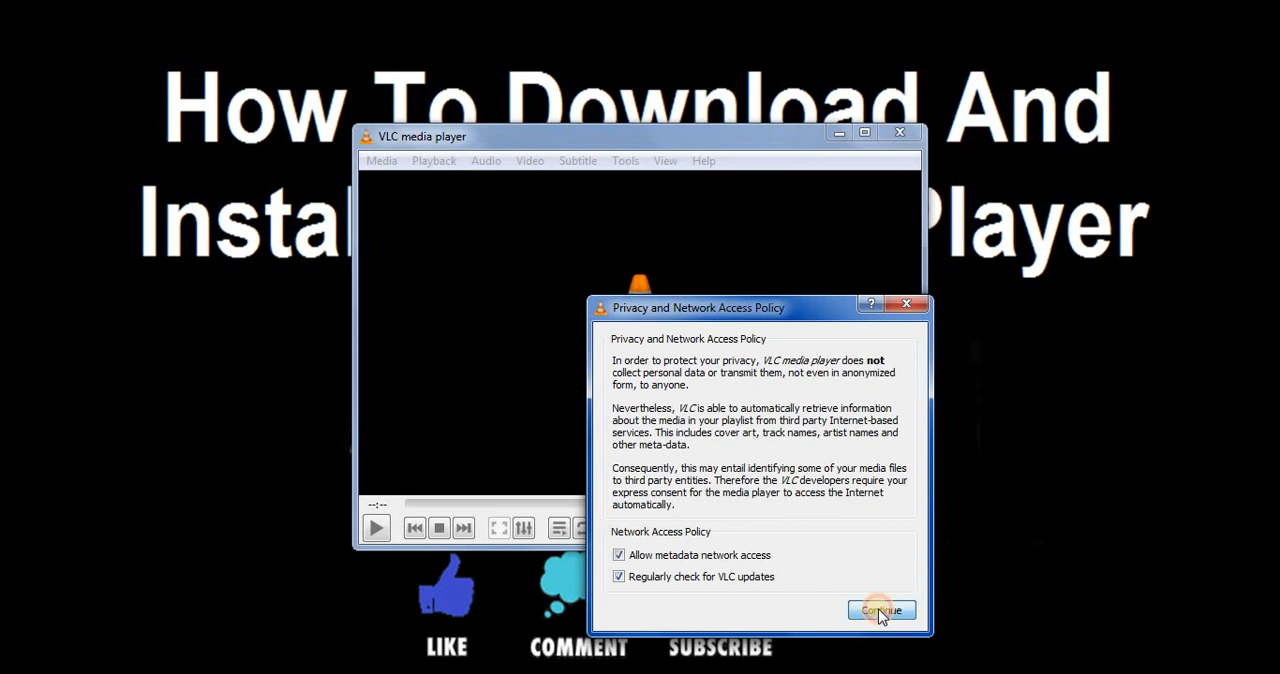 How To Download And
Instal Player
VLC media player
Media Playback Audio Video Subtitle Tools View Help
Privacy and Network Access Policy
?
Privacy and Network Access Policy
In order to protect your privacy, VLC media player does not
collect personal data or transmit them, not even in anonymized
form, to anyone.
Nevertheless, VLC is able to automatically retrieve information
about the media in your playlist from third party Internet-based
services. This includes cover art, track names, artist names and
other meta-data.
Consequently, this may entail identifying some of your media files
to third party entities. Therefore the VLC developers require your
express consent for the media player to access the Internet
automatically.
--:--
Network Access Policy
Allow metadata network access
Regularly check for VLC updates
Continue
LIKE COMMENT SUBSCRIBE